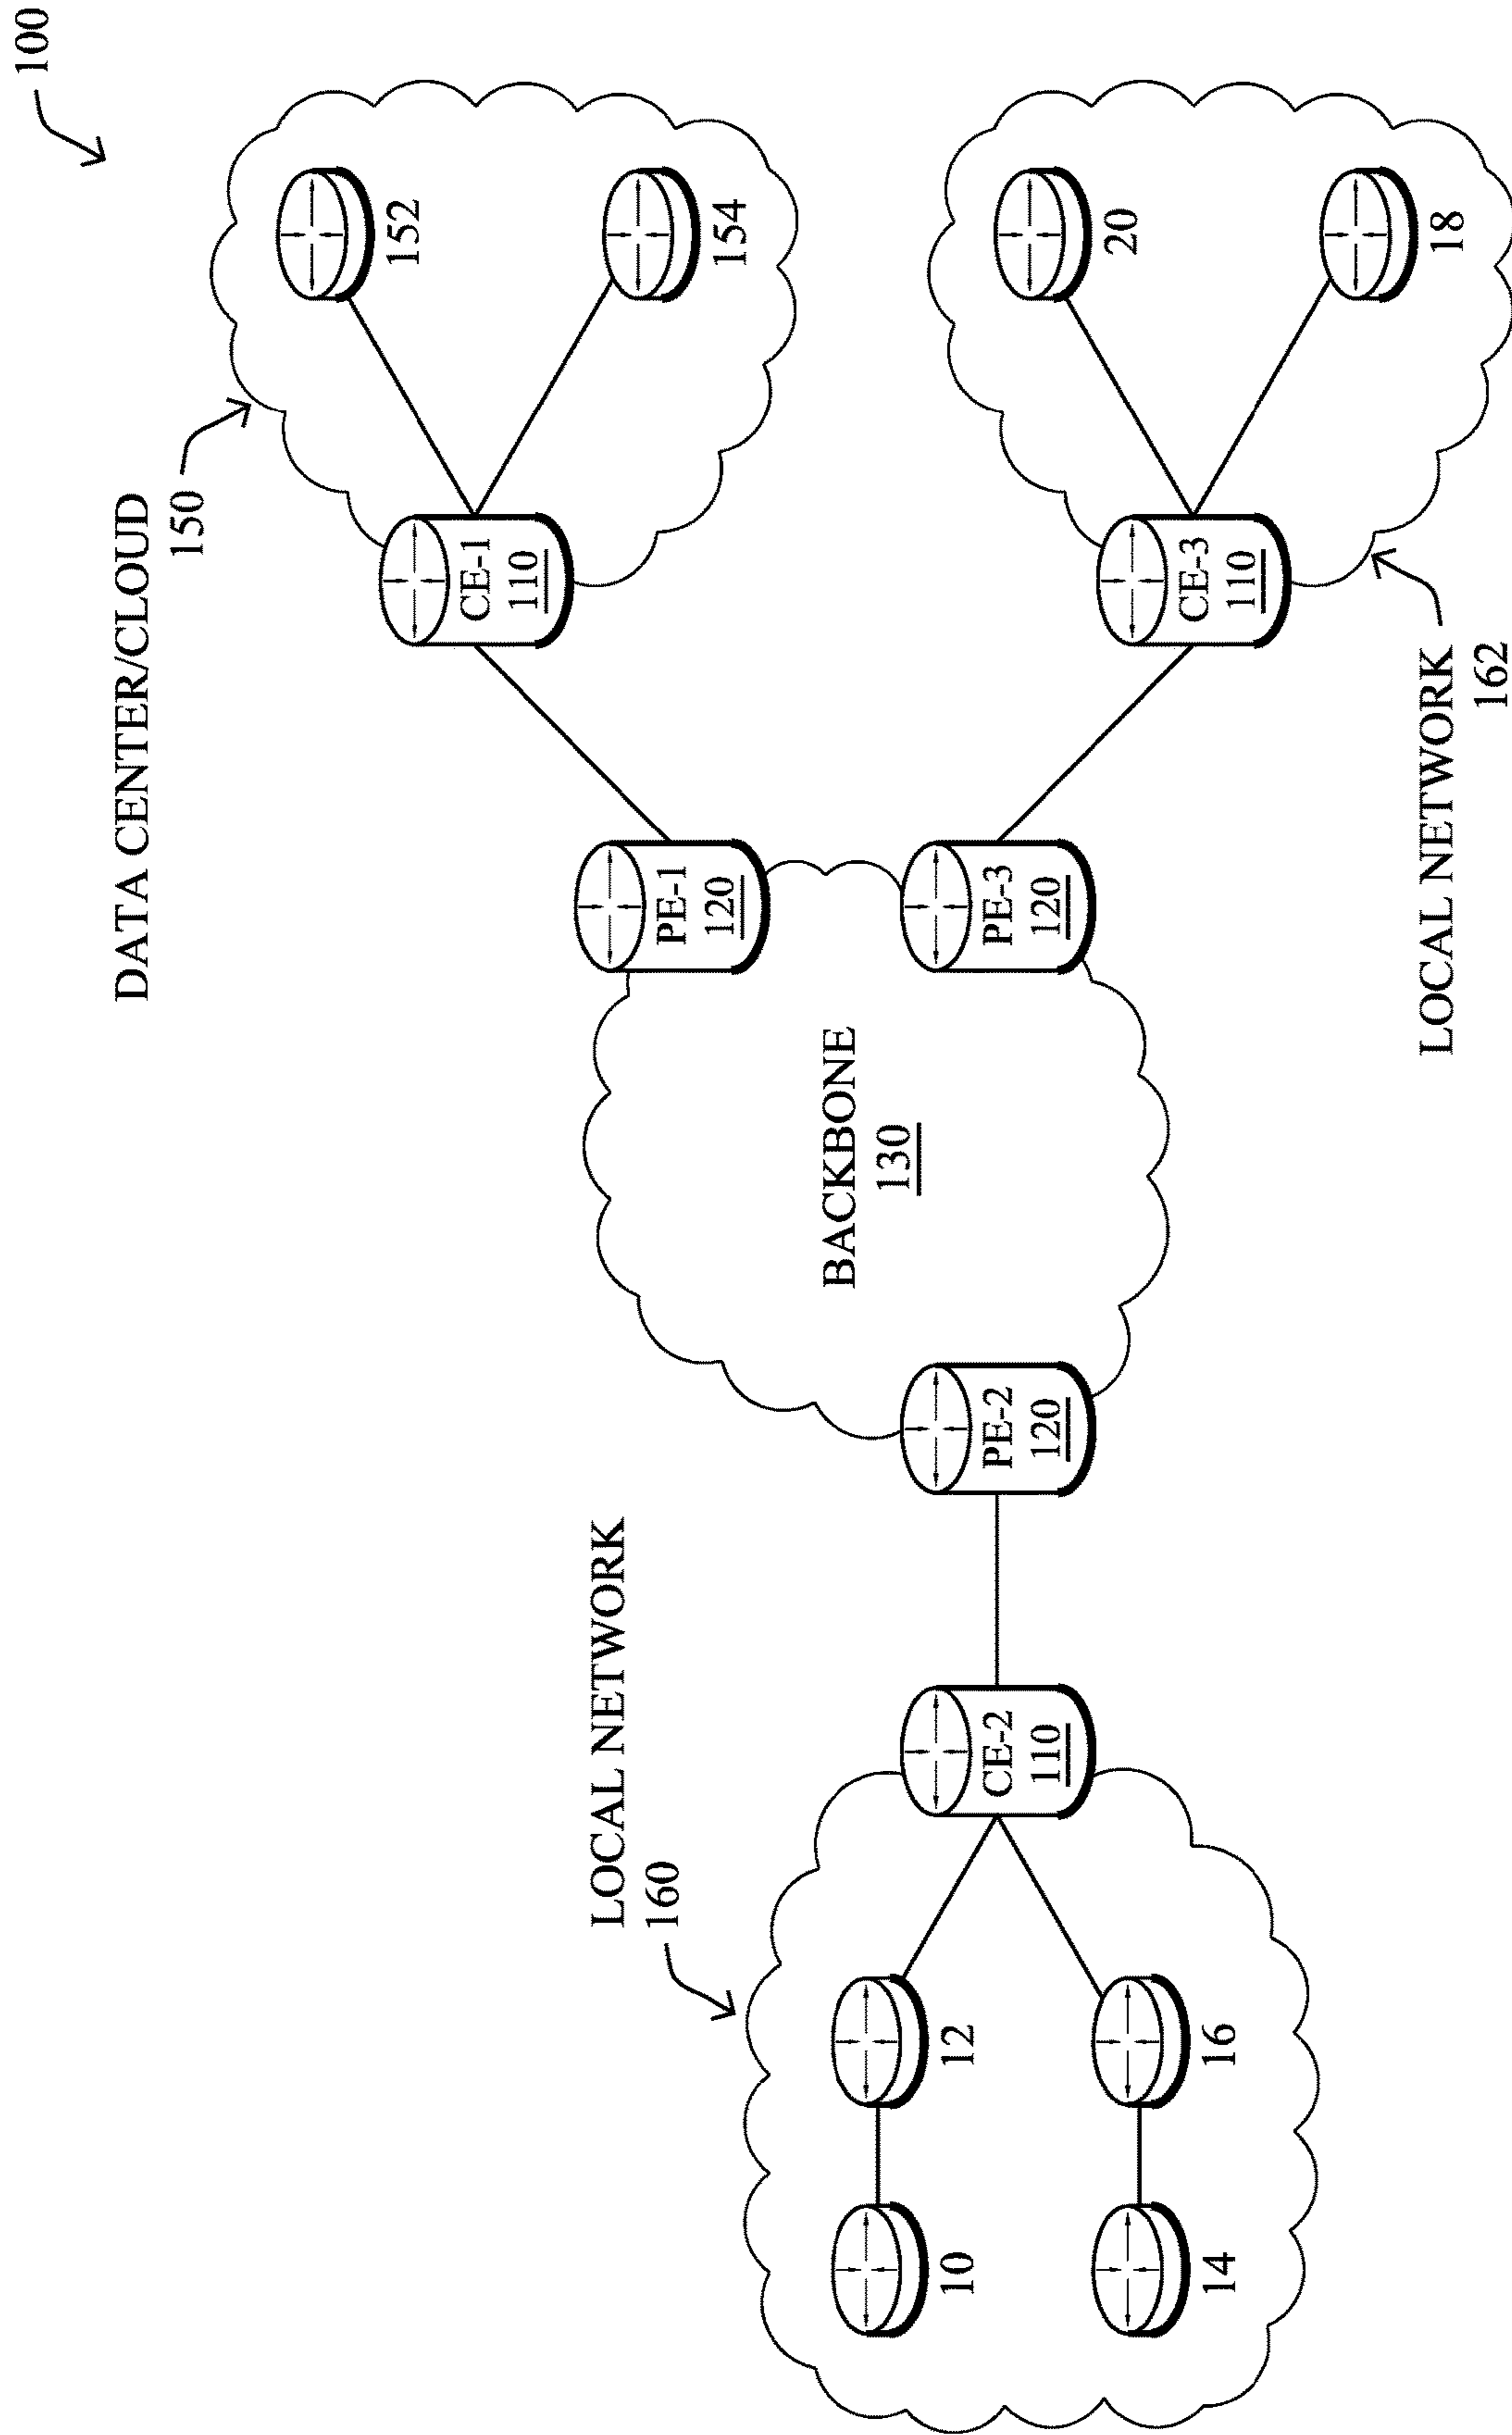 100
DATA CENTER/CLOUD
150
152
154
CE-1
110
PE-1
120
BACKBONE
130
PE-3
120
PE-2
120
CE-3
110
20
18
LOCAL NETWORK
162
LOCAL NETWORK
160
CE-2
110
12
10
16
14